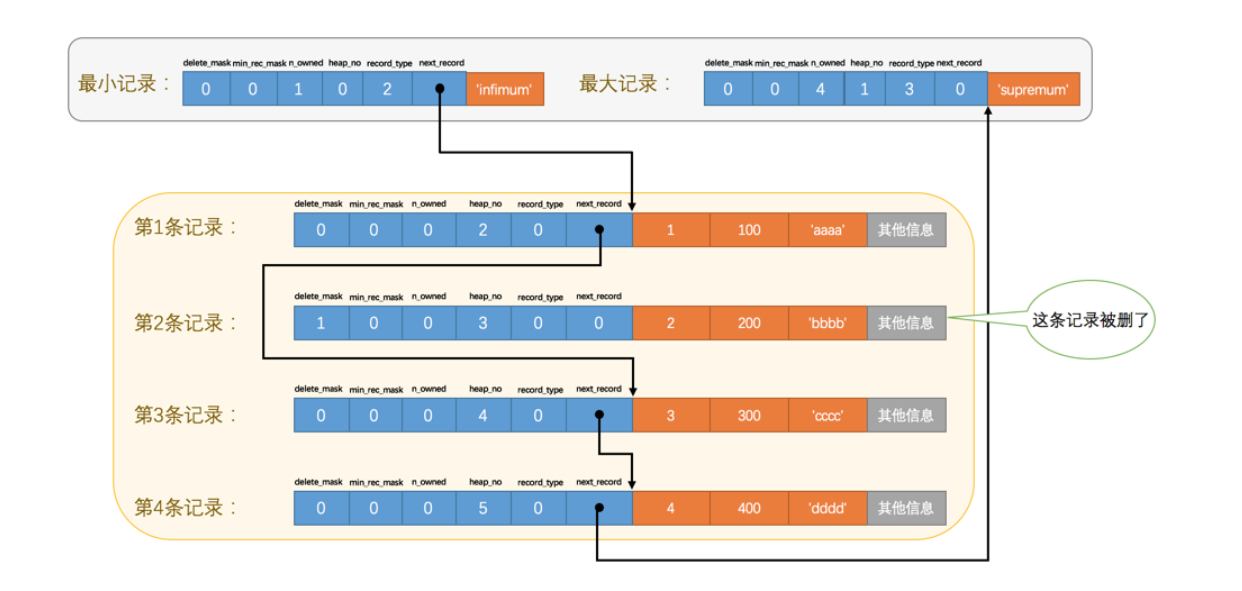 delete_mask min_rec_mask n_owned heap_no record_type next_record
最小记录： 0 0 1 0 2 'infimum'
delete_mask min_rec_mask n_owned heap_no record_type next_record
最大记录： 0 0 4 1 3 0 'supremum'
delete_mask min_rec_mask n_owned heap_no record_type next_record
第1条记录： 0 0 0 2 0 1 100 'aaaa' 其他信息
delete_mask min_rec_mask n_owned heap_no record_type next_record
第2条记录： 1 0 0 3 0 0 2 200 'bbbb' 其他信息
这条记录被删了
delete_mask min_rec_mask n_owned heap_no record_type next_record
第3条记录： 0 0 0 4 0 3 300 'cccc' 其他信息
delete_mask min_rec_mask n_owned heap_no record_type next_record
第4条记录： 0 0 0 5 0 4 400 'dddd' 其他信息